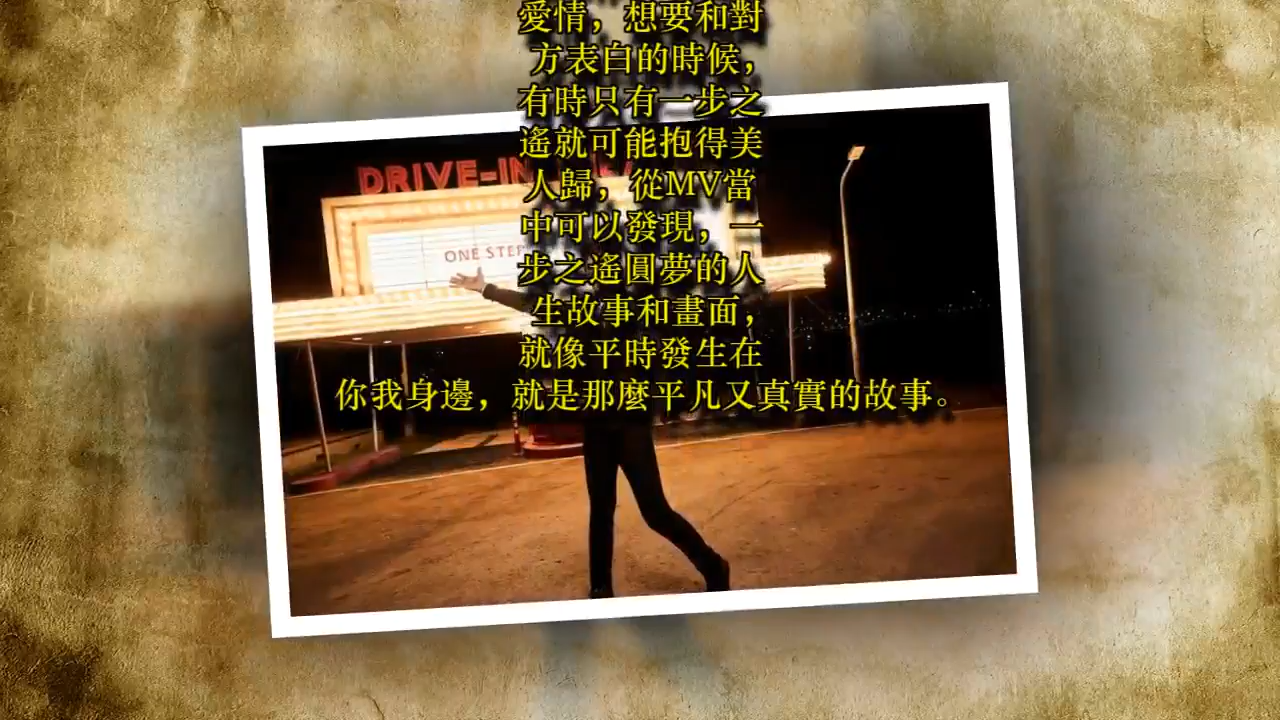 愛情，想要和對
方表白的時候，
有時只有一步之
遙就可能抱得美
人歸，從MV當
中可以發現，一
步之遙圓夢的人
生故事和畫面，
就像平時發生在
你我身邊，就是那麼平凡又真實的故事。
DRIVE-IN
ONE STEP